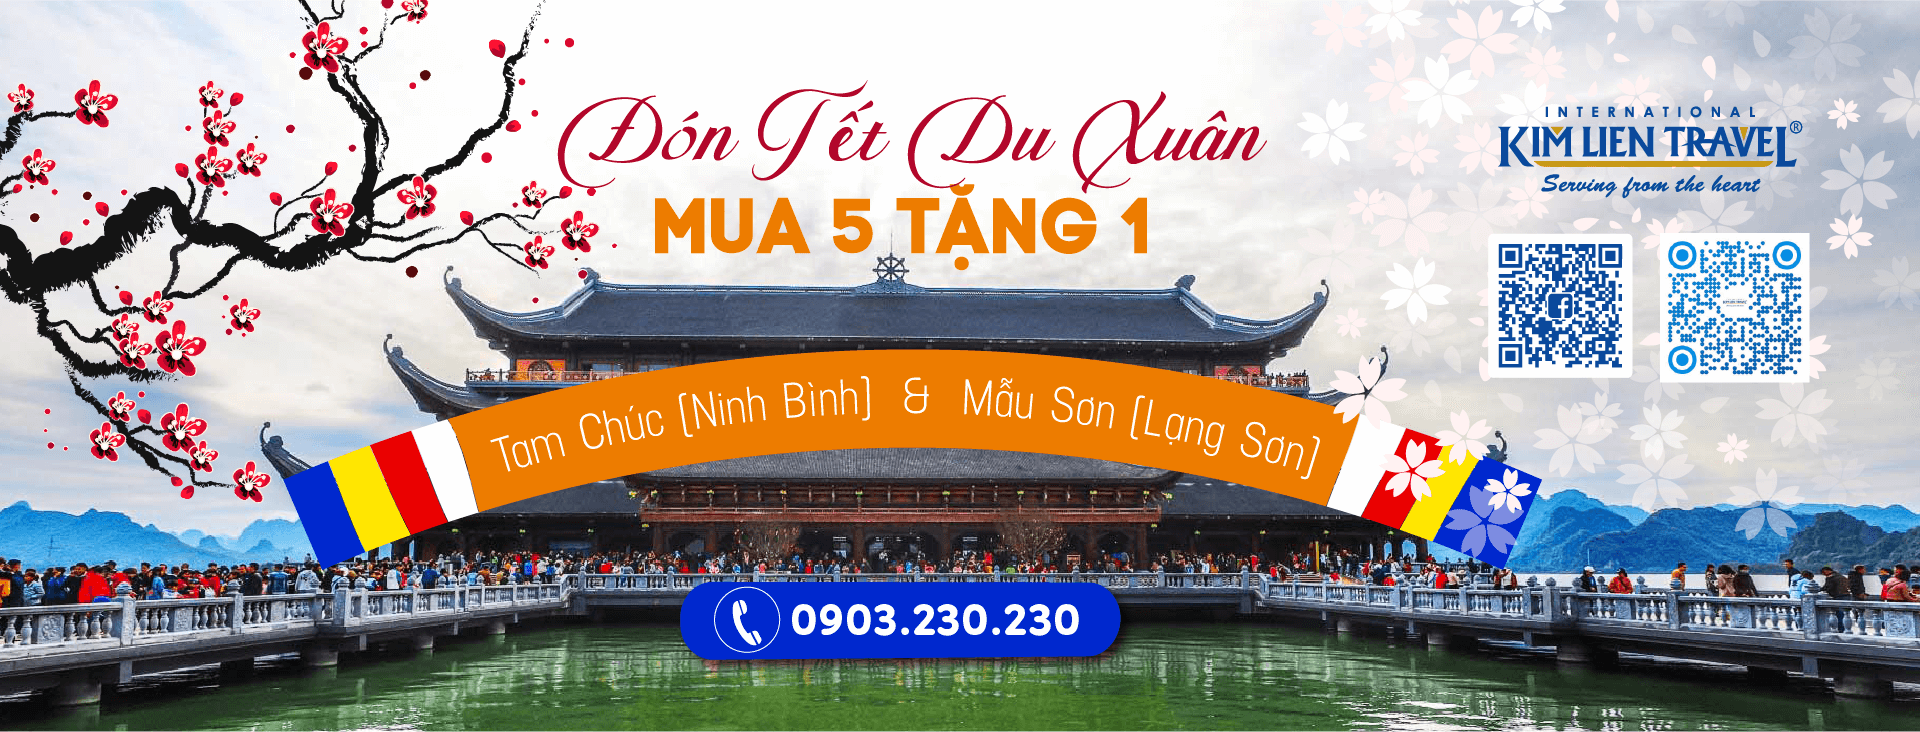 Đón Tết Du Xuân
MUA 5 TẶNG 1
INTERNATIONAL
KIM LIEN TRAVEL®
Serving from the heart
Tam Chúc (Ninh Bình) & Mẫu Sơn (Lạng Sơn)
0903.230.230